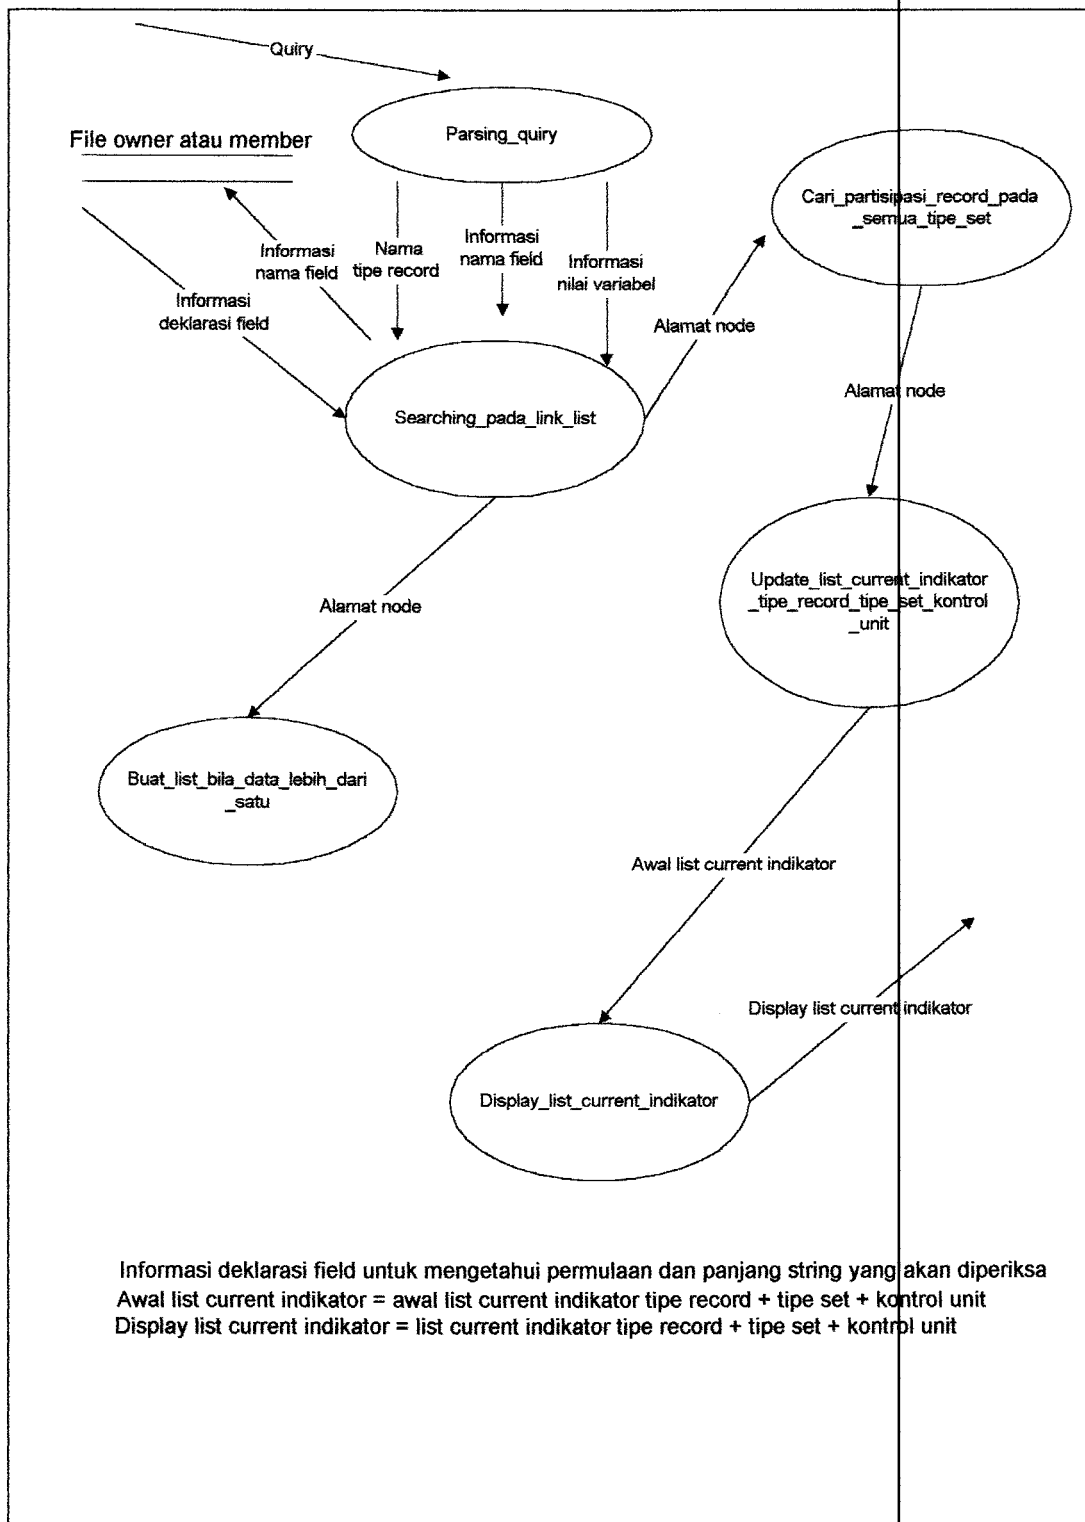 Quiry
Parsing_quiry
File owner atau member
Cari_partisipasi_record_pada
_semua_tipe_set
Informasi
nama field
Nama
tipe record
Informasi
nama field
Informasi
nilai variabel
Informasi
deklarasi field
Alamat node
Searching_pada_link_list
Alamat node
Update_list_current_indikator
_tipe_record_tipe_set_kontrol
_unit
Alamat node
Buat_list_bila_data_lebih_dari
_satu
Awal list current indikator
Display list current indikator
Display_list_current_indikator
Informasi deklarasi field untuk mengetahui permulaan dan panjang string yang akan diperiksa
Awal list current indikator = awal list current indikator tipe record + tipe set + kontrol unit
Display list current indikator = list current indikator tipe record + tipe set + kontrol unit